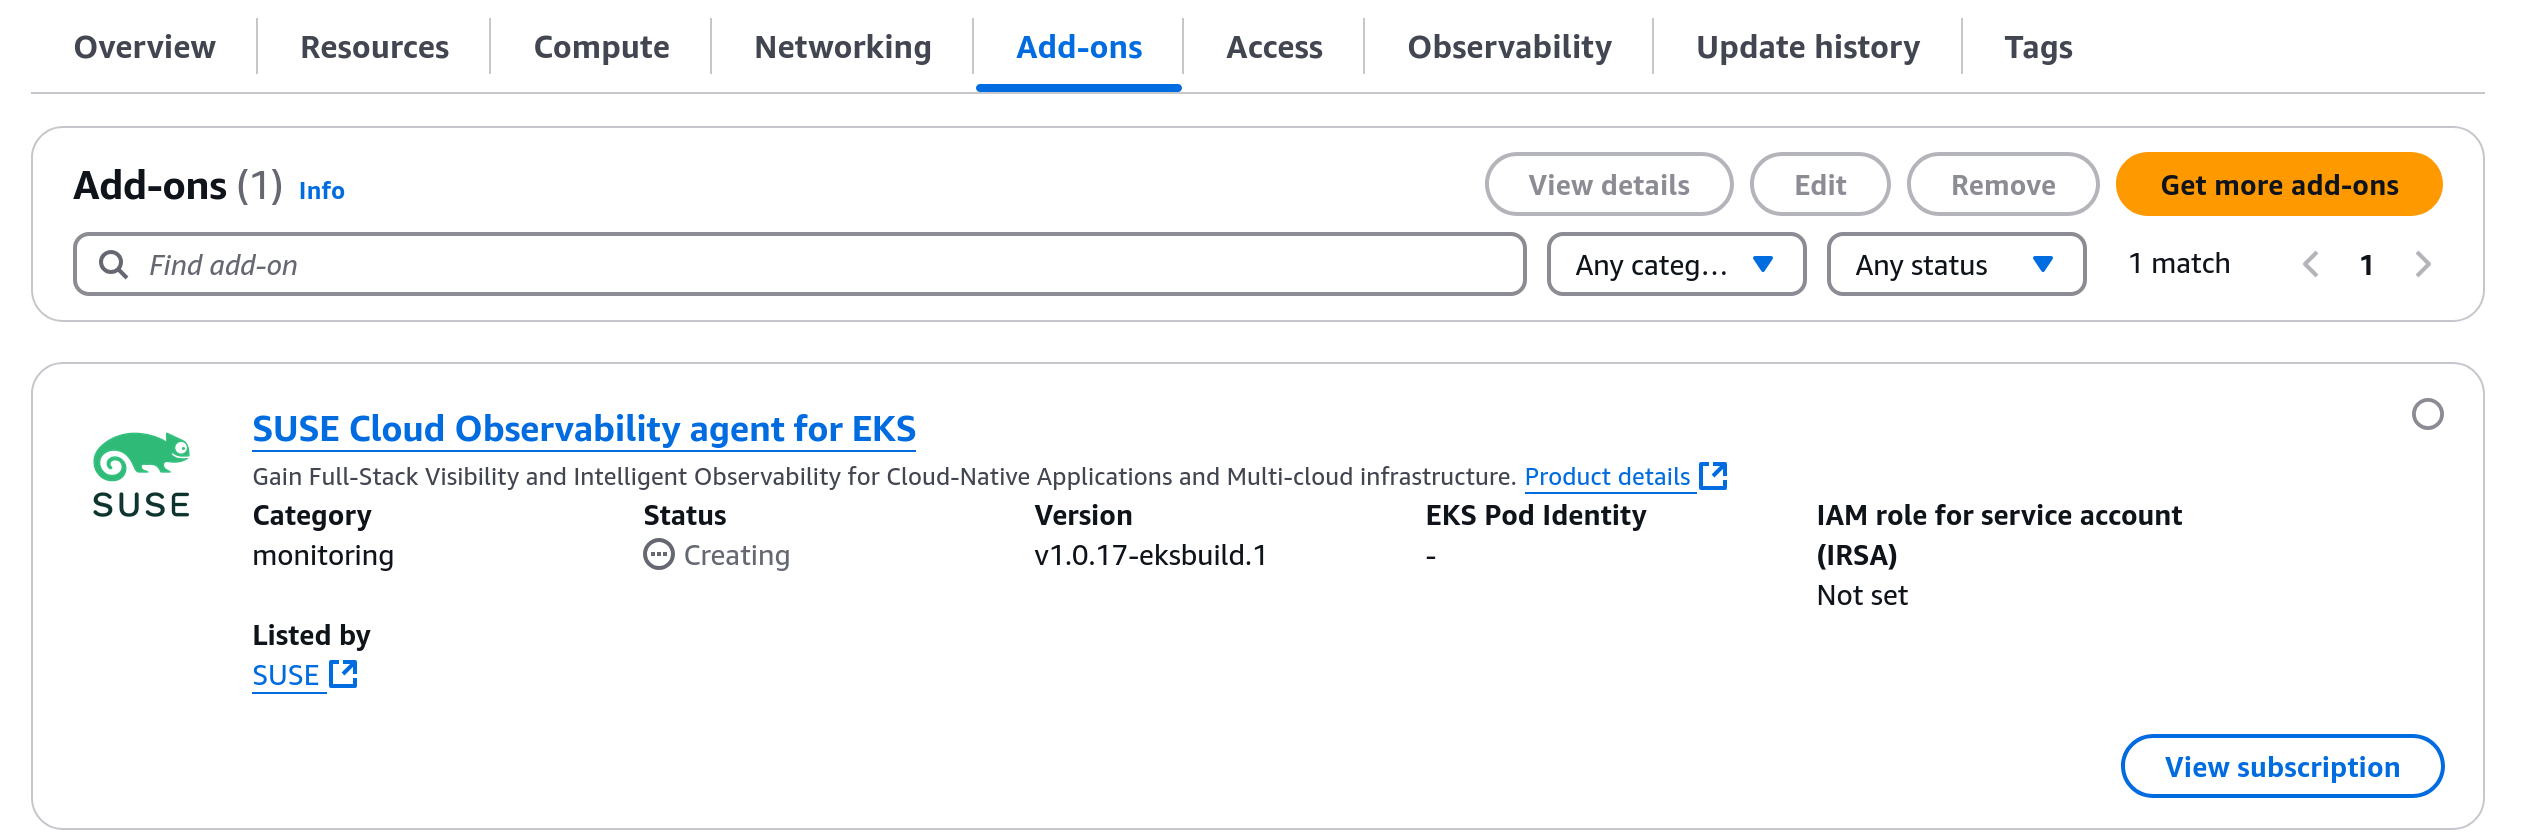 Overview Resources Compute Networking Add-ons Access Observability Update history Tags
Add-ons (1) Info View details Edit Remove Get more add-ons
Find add-on Any categ... Any status 1 match 1
SUSE Cloud Observability agent for EKS
Gain Full-Stack Visibility and Intelligent Observability for Cloud-Native Applications and Multi-cloud infrastructure. Product details
SUSE
Category Status Version EKS Pod Identity IAM role for service account
monitoring Creating v1.0.17-eksbuild.1 - (IRSA)
Not set
Listed by
SUSE
View subscription